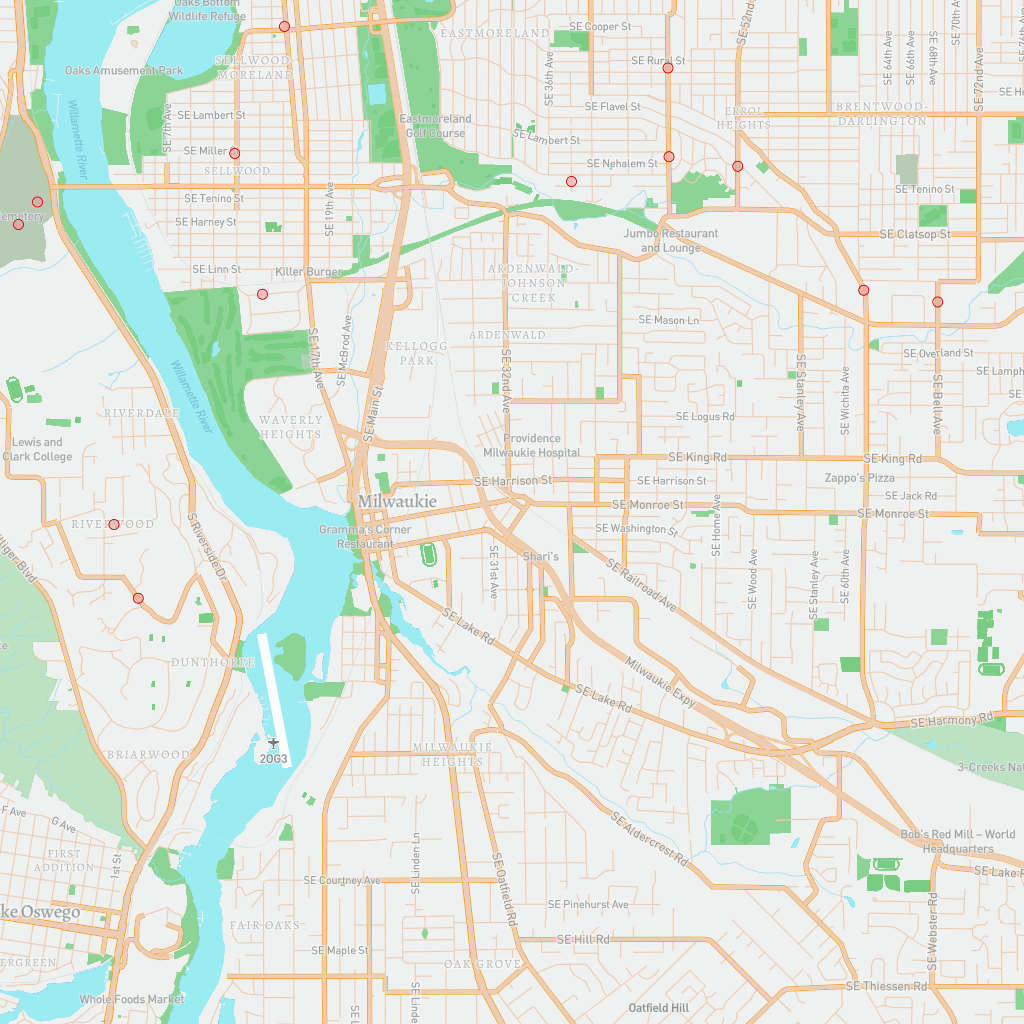 Oaks Bottom
Wildlife Refuge
EASTMORELAND
SE Cooper St
SE 52nd Ave
SE 70th Ave
SELLWOOD-
MORELAND
Oaks Amusement Park
SE 36th Ave
SE Rural St
SE 64th Ave
SE 66th Ave
SE 68th Ave
SE 72nd Ave
Willamette River
SE 7th Ave
SE Lambert St
Eastmoreland
Golf Course
SE Flavel St
ERROL
HEIGHTS
BRENTWOOD-
DARLINGTON
SE Lambert St
SE Miller St
SELLWOOD
SE Nehalem St
SE Tenino St
SE 19th Ave
SE Tenino St
SE Harney St
Jumbo Restaurant
and Lounge
SE Clatsop St
SE Linn St
Killer Burger
ARDENWALD-
JOHNSON
CREEK
SE Mason Ln
ARDENWALD
SE McBrod Ave
KELLOGG
PARK
SE 17th Ave
SE 32nd Ave
SE Overland St
SE Stanley Ave
SE Wichita Ave
SE Bell Ave
Willamette River
RIVERDALE
SE Main St
WAVERLY
HEIGHTS
SE Logus Rd
Lewis and
Clark College
Providence
Milwaukie Hospital
SE King Rd
SE King Rd
Zappo's Pizza
SE Harrison St
SE Harrison St
SE Jack Rd
Milwaukie
SE Monroe St
SE Monroe St
RIVERWOOD
Gramma's Corner
Restaurant
SE Washington St
SE Home Ave
S Riverside Dr
Shari's
SE 31st Ave
SE Railroad Ave
SE Wood Ave
SE Stanley Ave
SE 60th Ave
SE Lake Rd
DUNTHORPE
Milwaukie Expy
SE Lake Rd
SE Harmony Rd
20G3
BRIARWOOD
MILWAUKIE
HEIGHTS
F Ave
G Ave
SE Aldercrest Rd
Bob's Red Mill – World
Headquarters
FIRST
ADDITION
1st St
SE Linden Ln
SE Oatfield Rd
SE Courtney Ave
SE Pinehurst Ave
SE Webster Rd
FAIR OAKS
SE Maple St
SE Hill Rd
OAK GROVE
SE Thiessen Rd
Whole Foods Market
Oatfield Hill